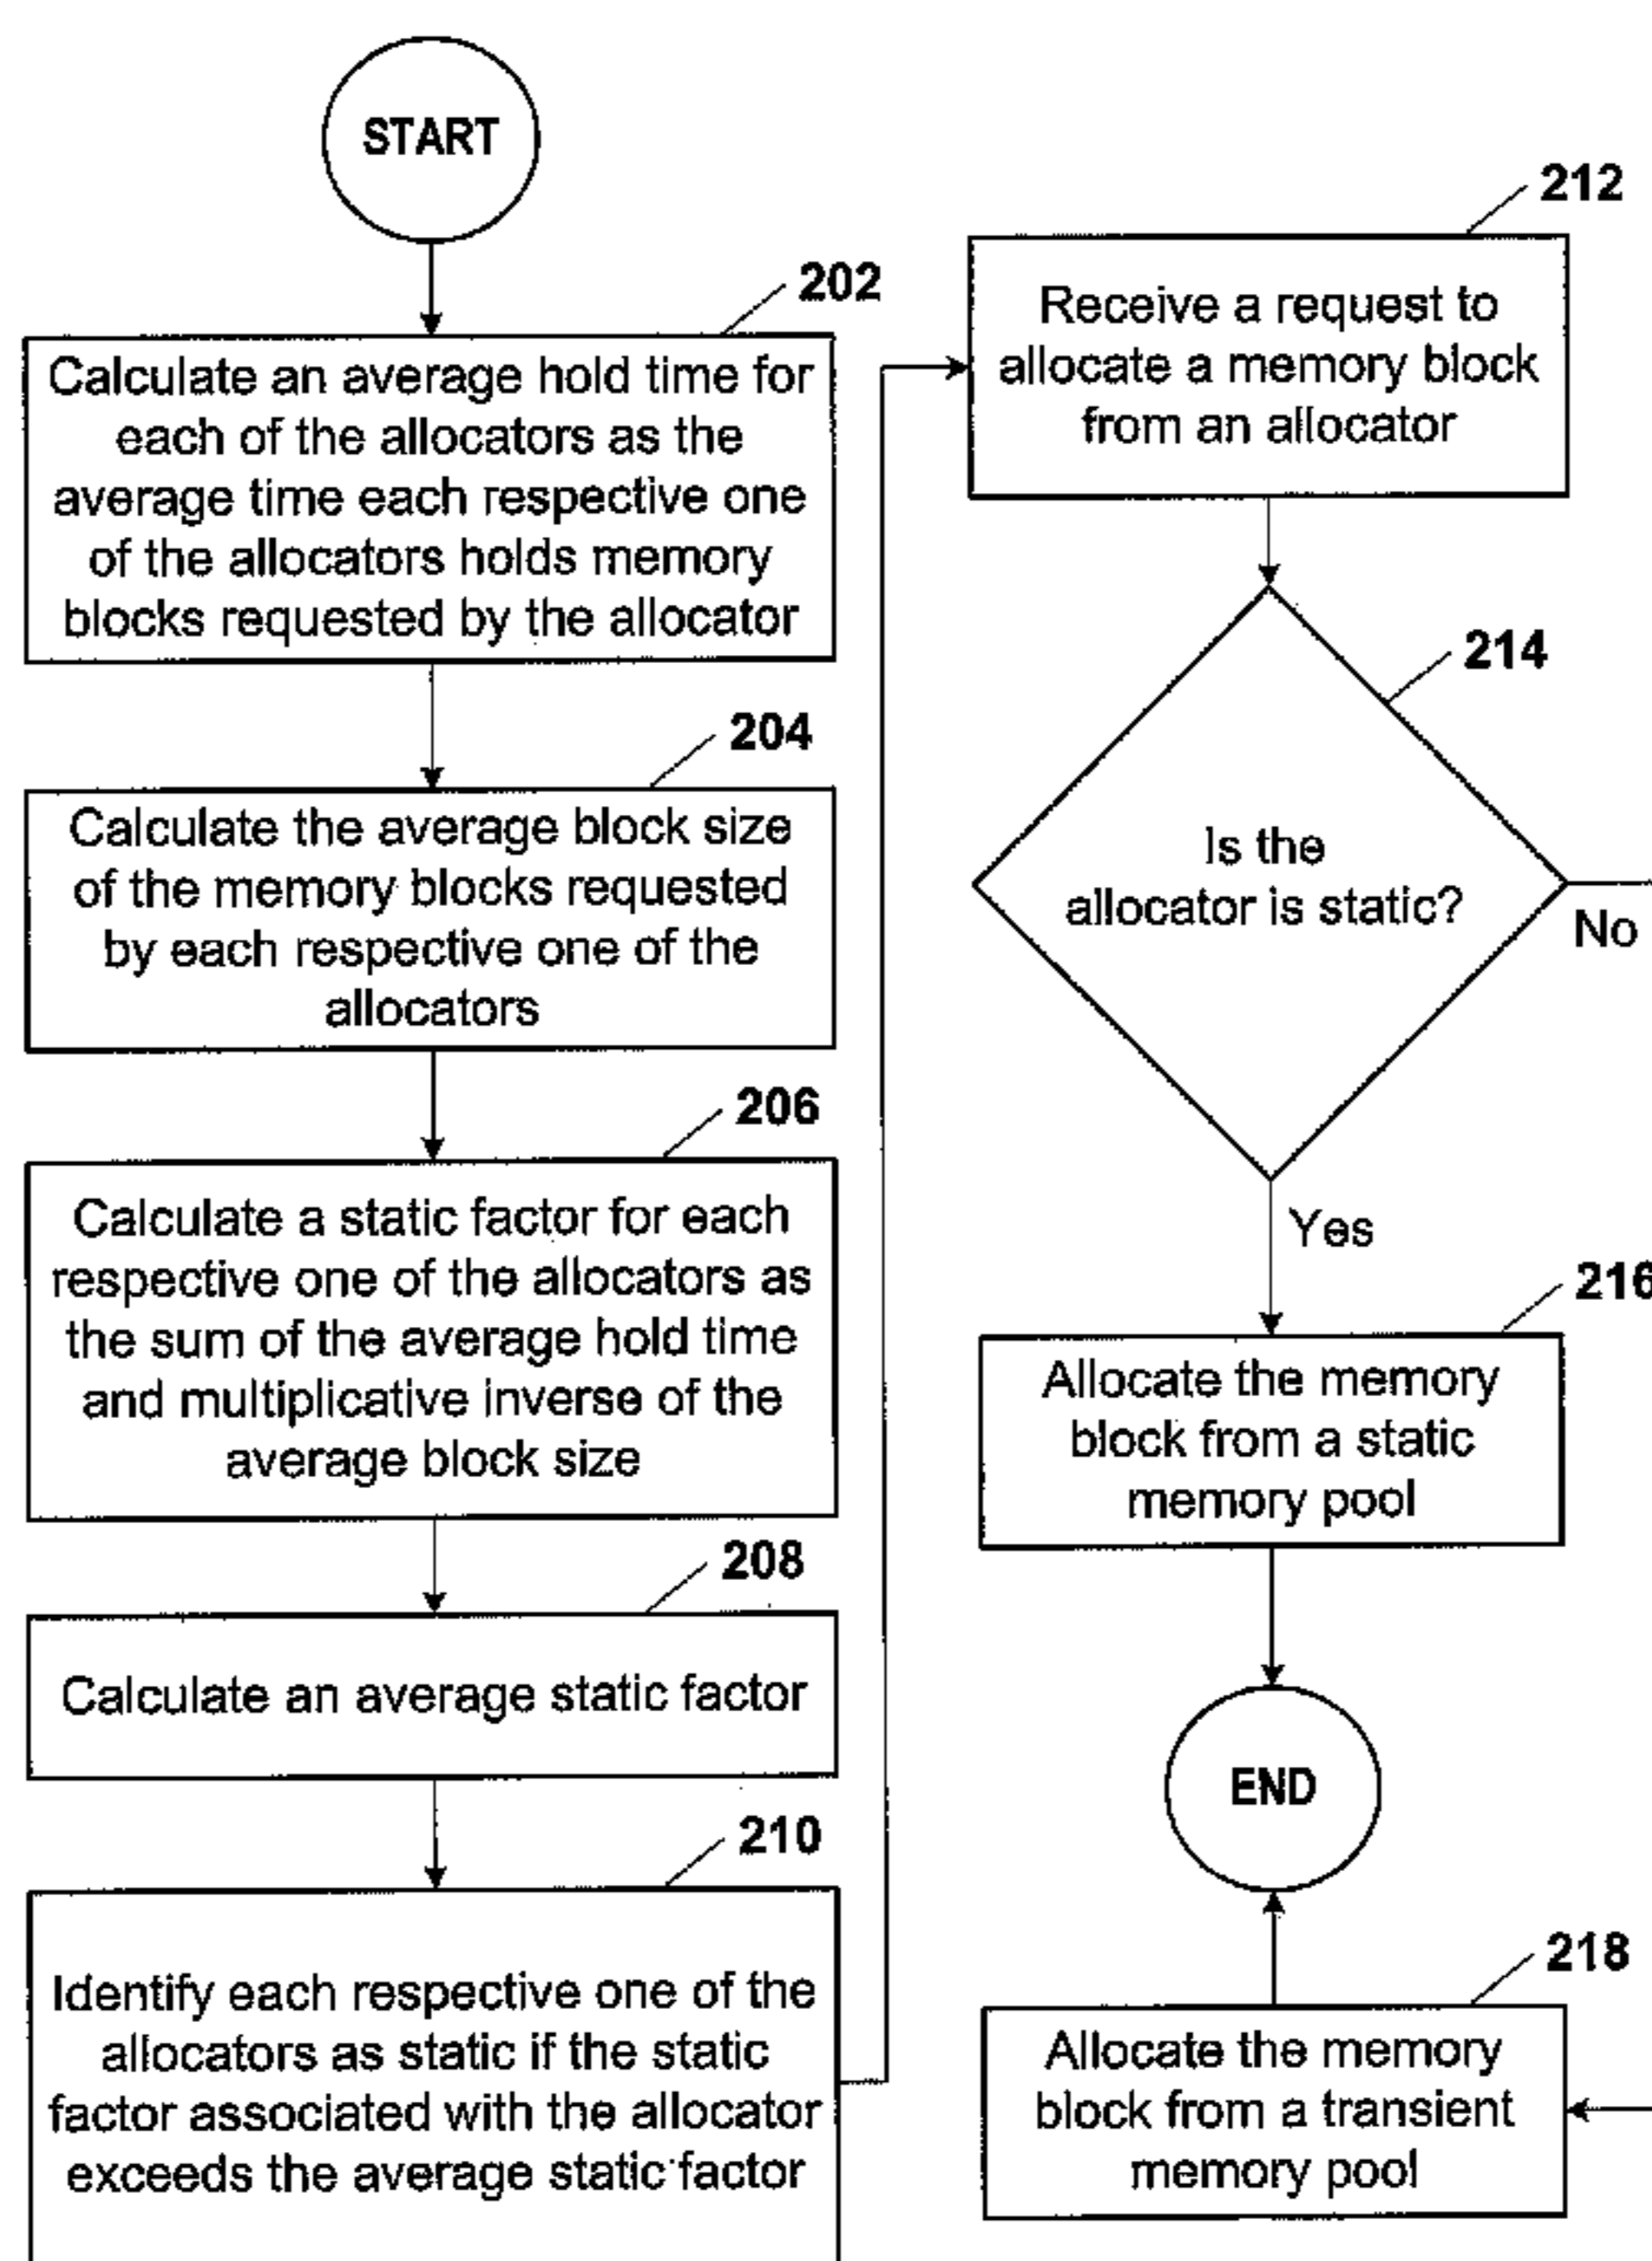 START
202
Calculate an average hold time for
each of the allocators as the
average time each respective one
of the allocators holds memory
blocks requested by the allocator
204
Calculate the average block size
of the memory blocks requested
by each respective one of the
allocators
206
Calculate a static factor for each
respective one of the allocators as
the sum of the average hold time
and multiplicative inverse of the
average block size
208
Calculate an average static factor
210
Identify each respective one of the
allocators as static if the static
factor associated with the allocator
exceeds the average static factor
212
Receive a request to
allocate a memory block
from an allocator
214
Is the
allocator is static?
No
Yes
216
Allocate the memory
block from a static
memory pool
END
218
Allocate the memory
block from a transient
memory pool